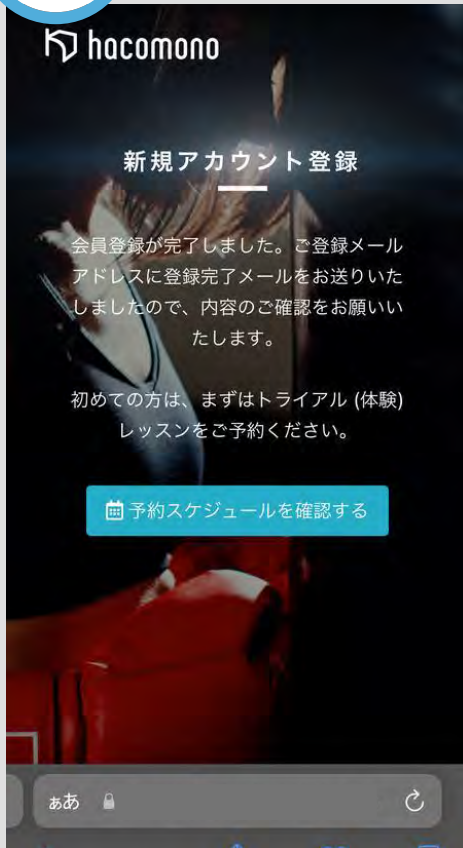 hacomono
新規アカウント登録
会員登録が完了しました。ご登録メール
アドレスに登録完了メールをお送りいた
しましたので、内容のご確認をお願いい
たします。
初めての方は、まずはトライアル (体験)
レッスンをご予約ください。
予約スケジュールを確認する
ぁあ